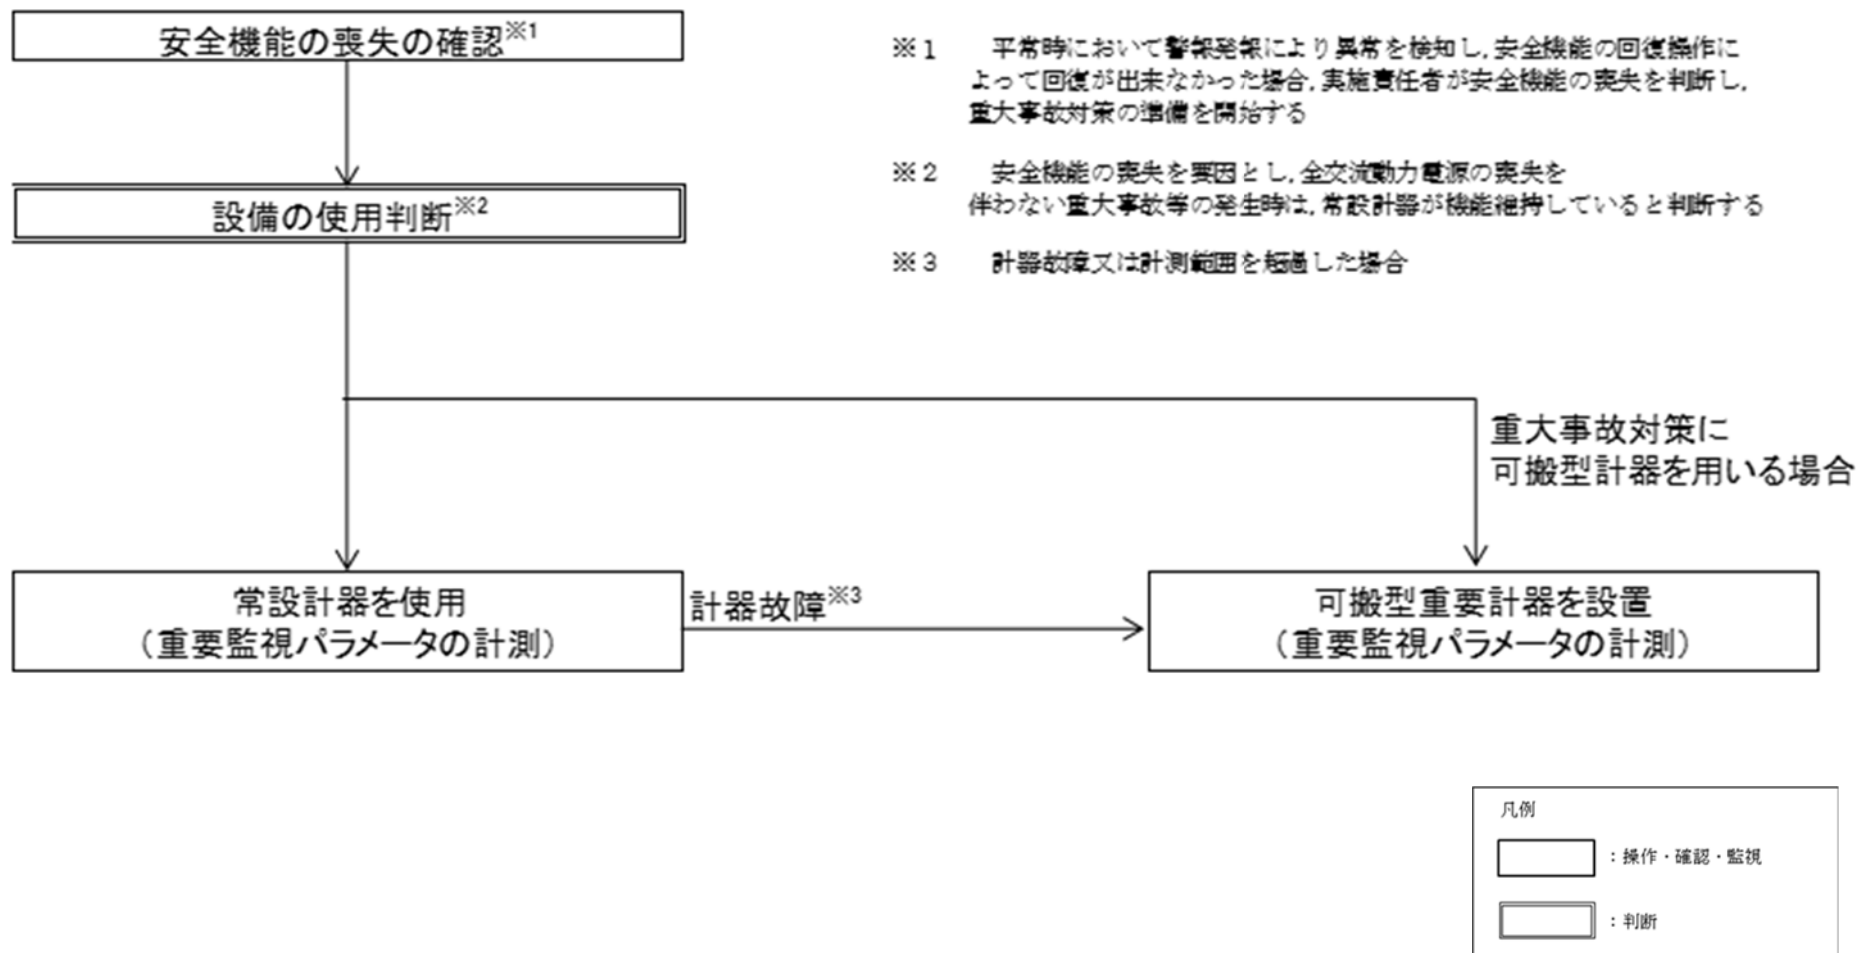 安全機能の喪失の確認※1
※1 平常時において警報発報により異常を検知し,安全機能の回復操作に
よって回復が出来なかった場合,実施責任者が安全機能の喪失を判断し,
重大事故対策の準備を開始する
設備の使用判断※2
※2 安全機能の喪失を要因とし,全交流動力電源の喪失を
伴わない重大事故等の発生時は,常設計器が機能維持していると判断する
※3 計器故障又は計測範囲を超過した場合
重大事故対策に
可搬型計器を用いる場合
常設計器を使用
(重要監視パラメータの計測)
計器故障※3
可搬型重要計器を設置
(重要監視パラメータの計測)
凡例
:操作・確認・監視
:判断